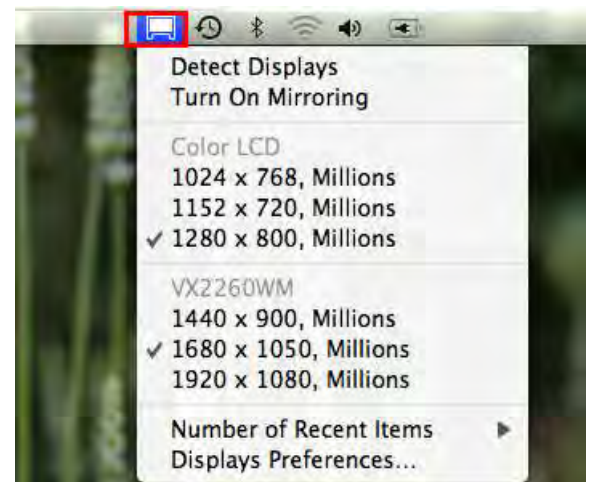 Detect Displays
Turn On Mirroring
Color LCD
1024 x 768, Millions
1152 x 720, Millions
✓ 1280 x 800, Millions
VX2260WM
1440 x 900, Millions
✓ 1680 x 1050, Millions
1920 x 1080, Millions
Number of Recent Items
Displays Preferences...